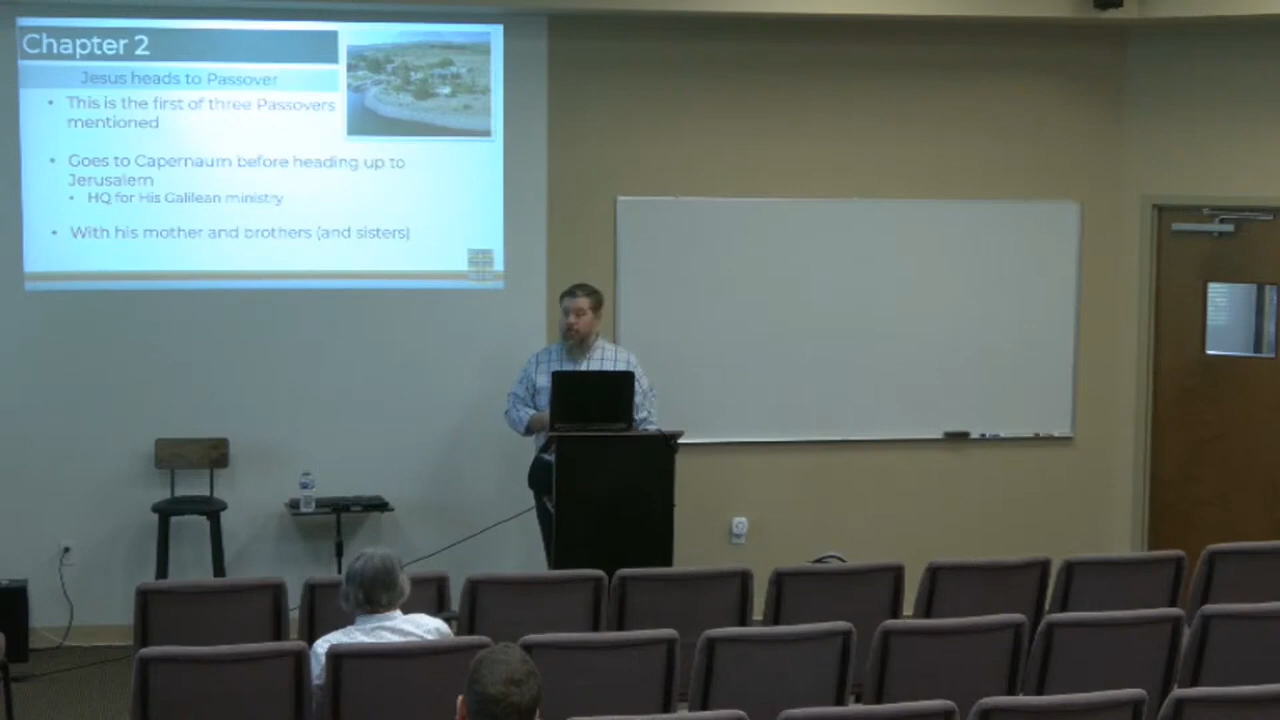 Chapter 2
Jesus heads to Passover
• This is the first of three Passovers
mentioned
• Goes to Capernaum before heading up to
Jerusalem
• HQ for His Galilean ministry
• With his mother and brothers (and sisters)